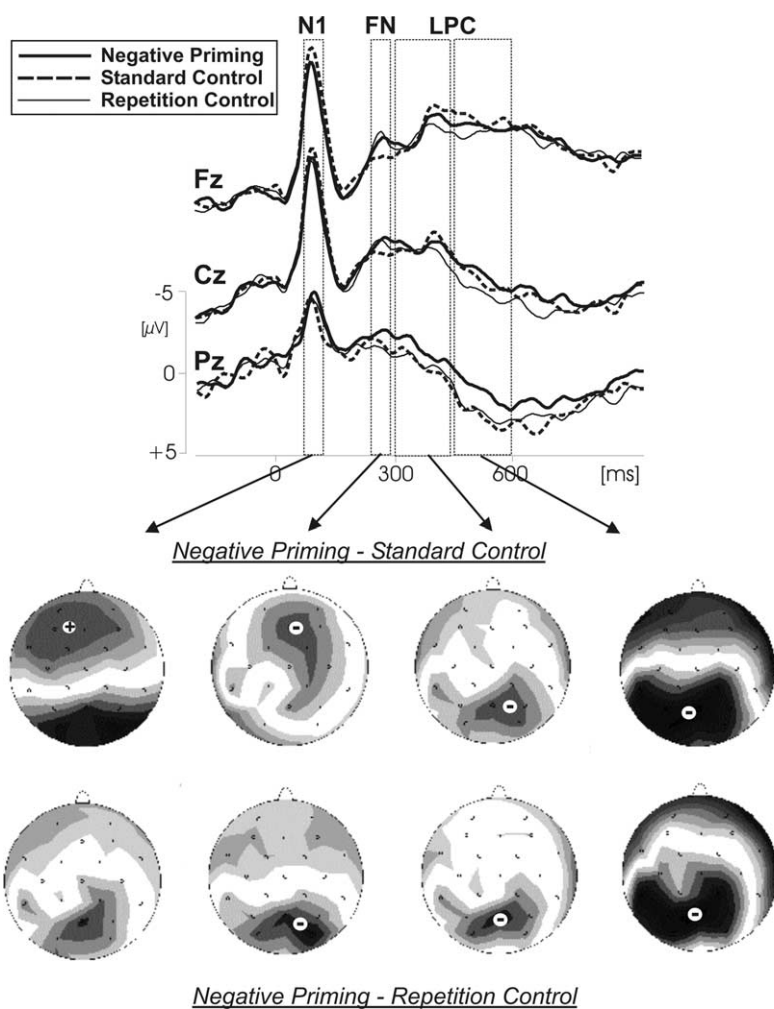 N1 FN LPC
Negative Priming
Standard Control
Repetition Control
Fz
Cz
-5
[µV]
Pz
0
+5
0 300 600 [ms]
Negative Priming - Standard Control
+ - - -
- - -
Negative Priming - Repetition Control